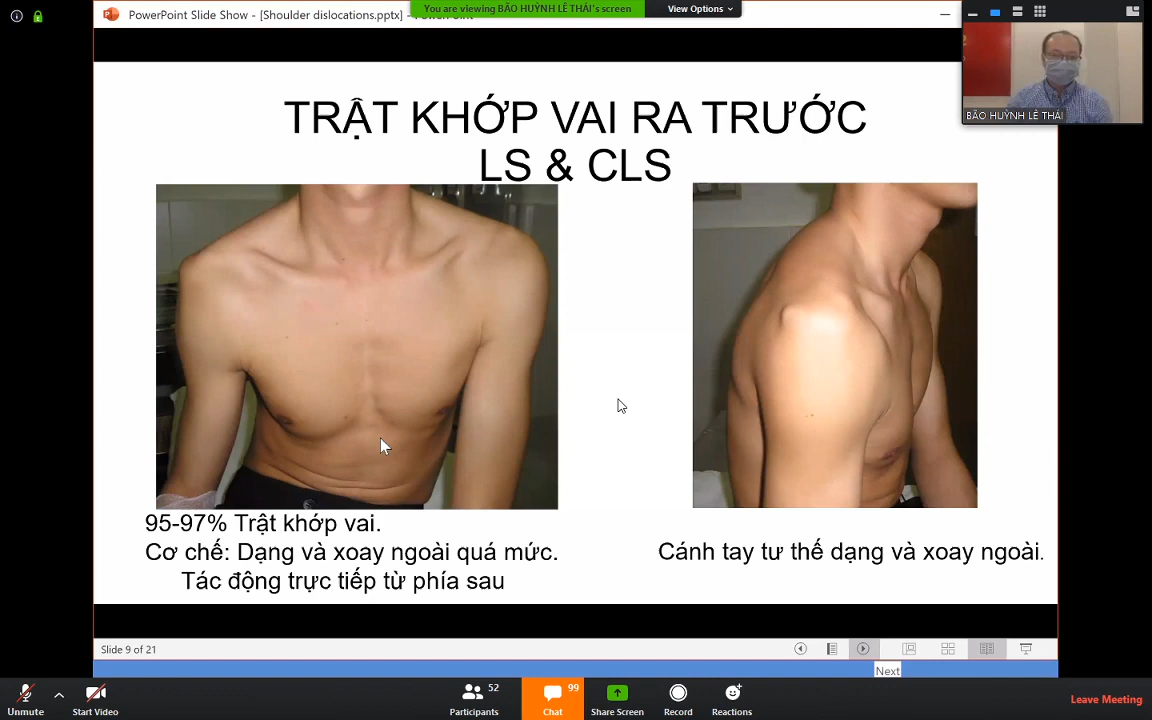 PowerPoint Slide Show - [Shoulder dislocations.pptx] - PowerPoint
You are viewing BẢO HUỲNH LÊ THÁI's screen
View Options
BẢO HUỲNH LÊ THÁI
TRẬT KHỚP VAI RA TRƯỚC
LS & CLS
95-97% Trật khớp vai.
Cơ chế: Dạng và xoay ngoài quá mức.
Tác động trực tiếp từ phía sau
Cánh tay tư thế dạng và xoay ngoài.
Slide 9 of 21
Next
Unmute
Start Video
52
Participants
99
Chat
Share Screen
Record
Reactions
Leave Meeting